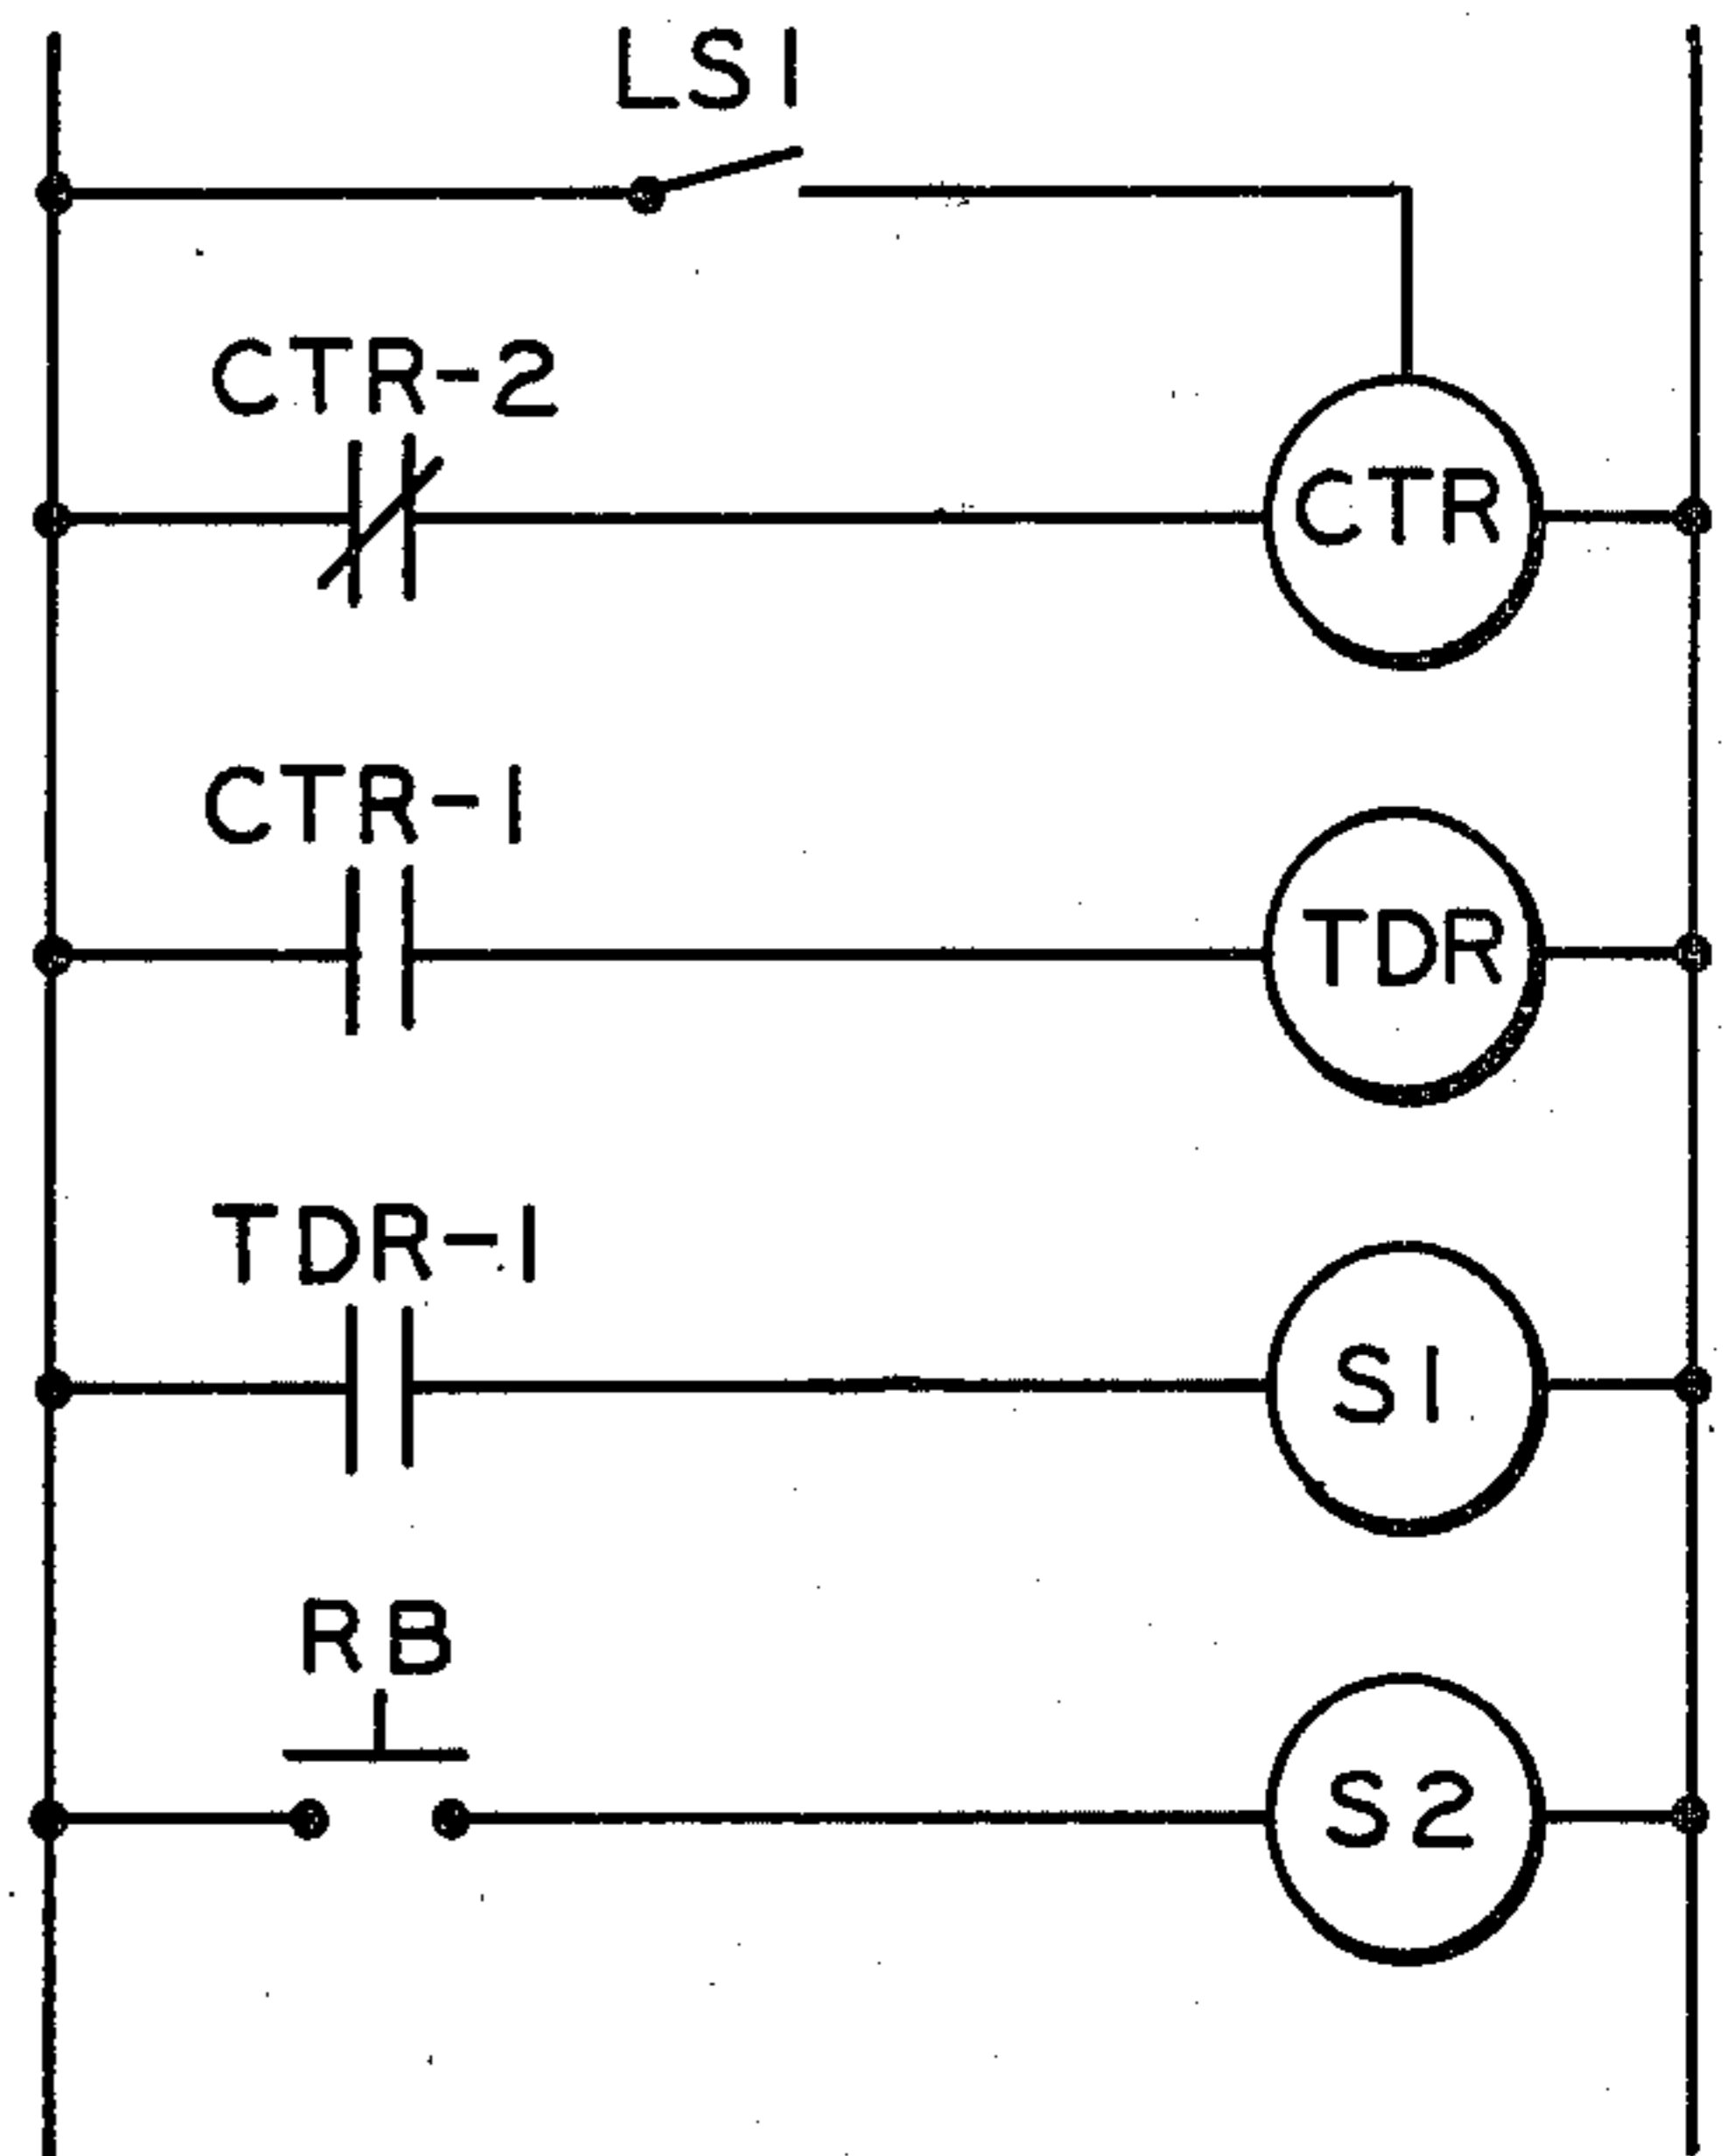 LS1
CTR-2
CTR
CTR-1
TDR
TDR-1
S1
RB
S2